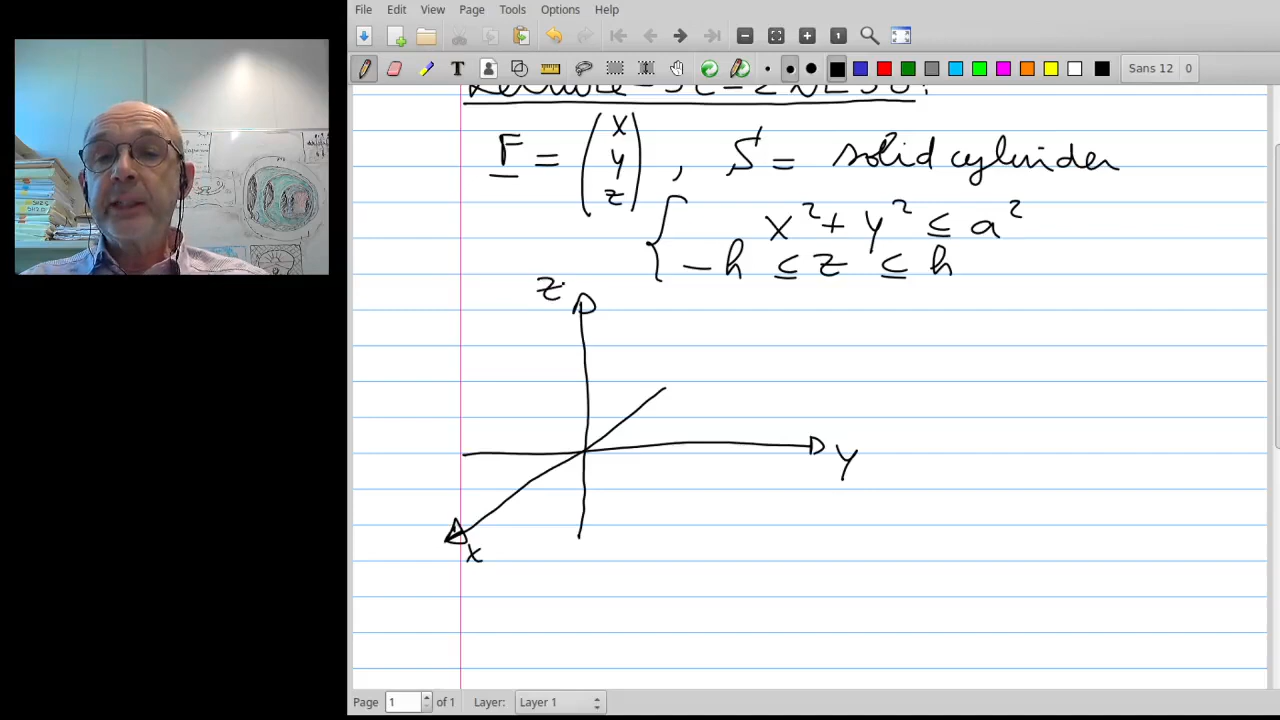 File Edit View Page Tools Options Help
Sans 12 0
F = (x y z), S = solid cylinder
{ x² + y² ≤ a²
-h ≤ z ≤ h
z
y
x
Page 1 of 1 Layer: Layer 1